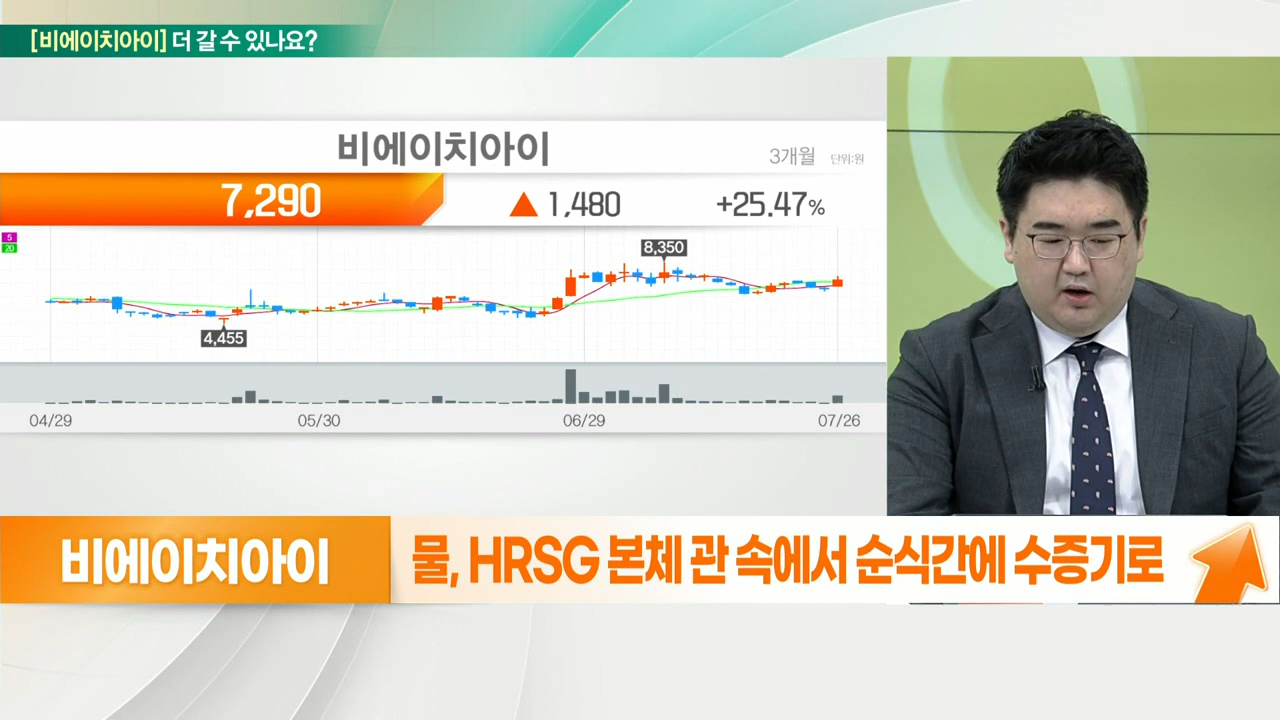 [비에이치아이] 더 갈 수 있나요?
비에이치아이
3개월 단위:원
7,290 ▲ 1,480 +25.47%
5
20
8,350
4,455
04/29 05/30 06/29 07/26
비에이치아이
물, HRSG 본체 관 속에서 순식간에 수증기로